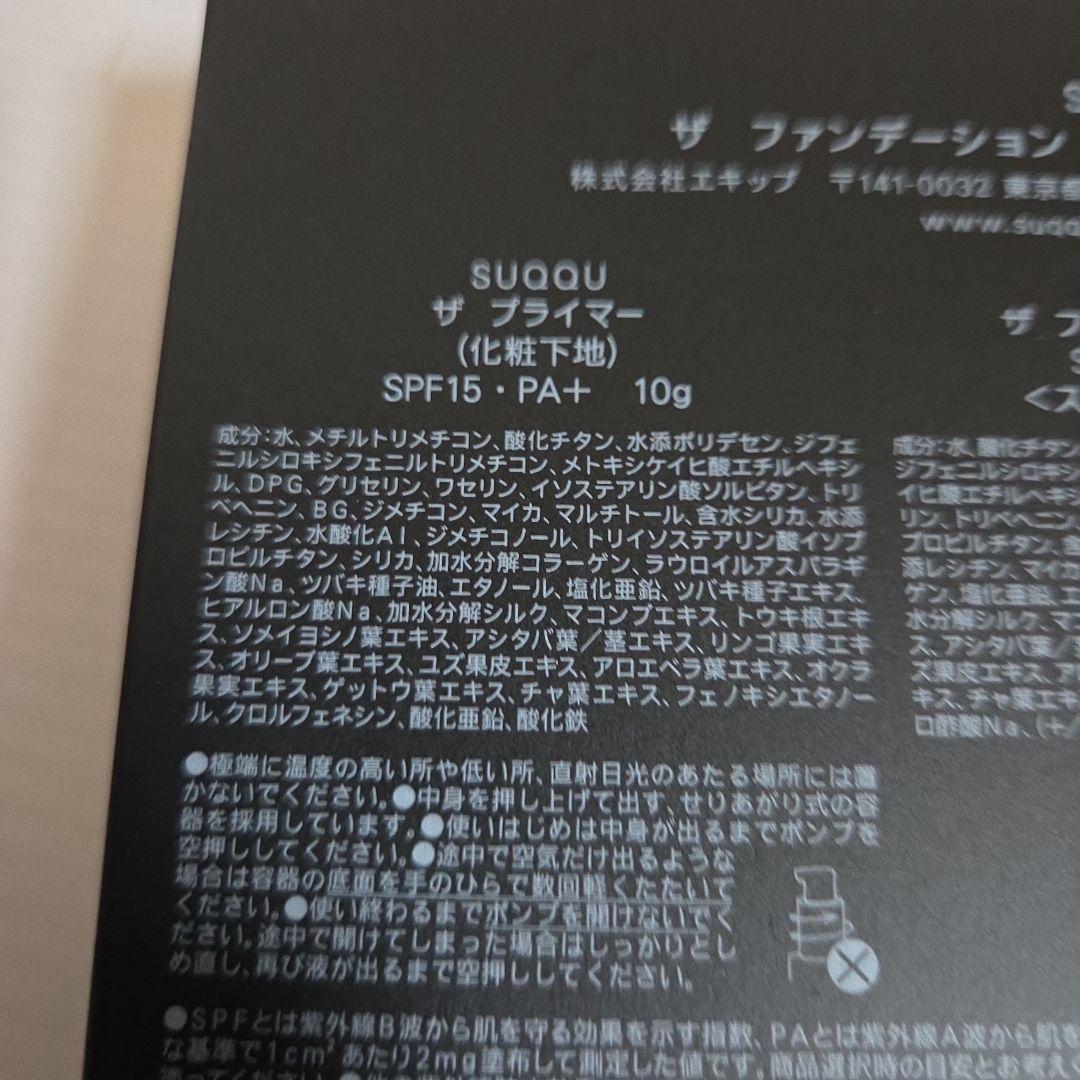 ザ ファンデーション
株式会社エキップ 〒141-0032 東京都
www.suqq
SUQQU
ザ プライマー
(化粧下地)
SPF15・PA＋ 10g
成分:水、メチルトリメチコン、酸化チタン、水添ポリデセン、ジフェ
ニルシロキシフェニルトリメチコン、メトキシケイヒ酸エチルヘキシ
ル、DPG、グリセリン、ワセリン、イソステアリン酸ソルビタン、トリ
ベヘニン、BG、ジメチコン、マイカ、マルチトール、含水シリカ、水添
レシチン、水酸化Al、ジメチコノール、トリイソステアリン酸イソプ
ロピルチタン、シリカ、加水分解コラーゲン、ラウロイルアスパラギ
ン酸Na、ツバキ種子油、エタノール、塩化亜鉛、ツバキ種子エキス、
ヒアルロン酸Na、加水分解シルク、マコンブエキス、トウキ根エキ
ス、ソメイヨシノ葉エキス、アシタバ葉/茎エキス、リンゴ果実エキ
ス、オリーブ葉エキス、ユズ果皮エキス、アロエベラ葉エキス、オクラ
果実エキス、ゲットウ葉エキス、チャ葉エキス、フェノキシエタノー
ル、クロルフェネシン、酸化亜鉛、酸化鉄
●極端に温度の高い所や低い所、直射日光のあたる場所には置
かないでください。●中身を押し上げて出す、せりあがり式の容
器を採用しています。●使いはじめは中身が出るまでポンプを
空押ししてください。●途中で空気だけ出るような
場合は容器の底面を手のひらで数回軽くたたいて
ください。●使い終わるまでポンプを開けないでく
ださい。途中で開けてしまった場合はしっかりとし
め直し、再び液が出るまで空押ししてください。
●SPFとは紫外線B波から肌を守る効果を示す指数、PAとは紫外線A波から肌を
な基準で1cm²あたり2mg塗布して測定した値です。商品選択時の目安とお考え
ザ フ
<ス
成分:水、酸化チタン
ジフェニルシロキシ
イヒ酸エチルヘキシ
リン、トリベヘニン、
プロピルチタン、含
添レシチン、マイカ
ゲン、塩化亜鉛、エ
水分解シルク、マコ
ス、アシタバ葉/
ズ果皮エキス、ア
キス、チャ葉エキ
ロ酢酸Na、(+/